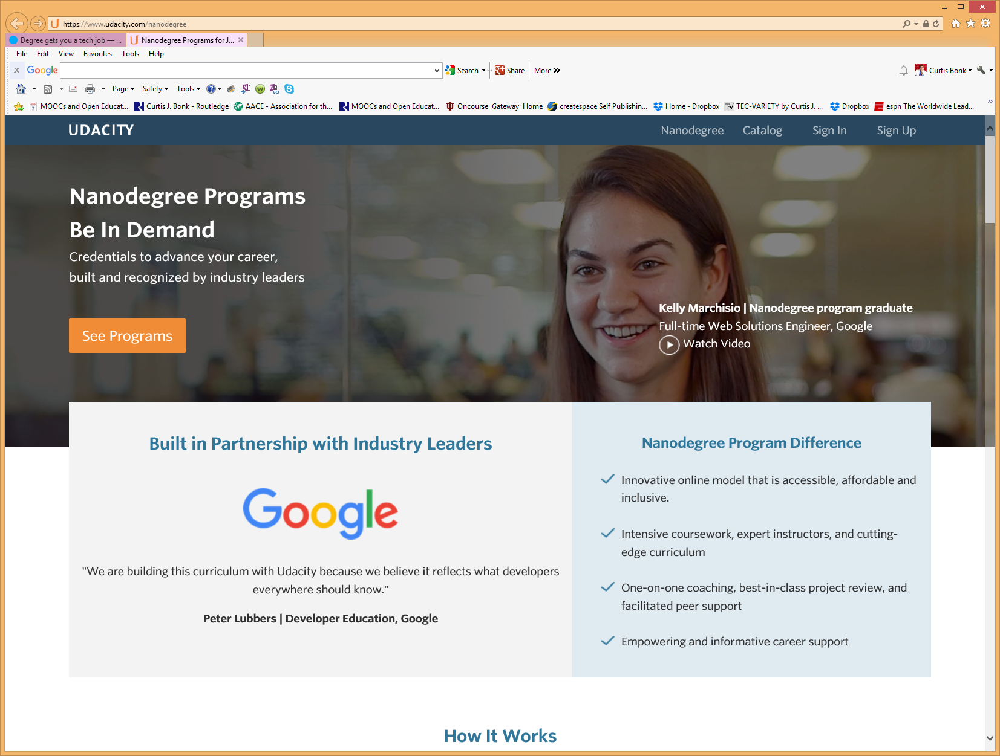 https://www.udacity.com/nanodegree
Degree gets you a tech job — ...
Nanodegree Programs for J...
File Edit View Favorites Tools Help
x Google Search Share More »
Curtis Bonk
Page Safety Tools
MOOCs and Open Educat... Curtis J. Bonk - Routledge AACE - Association for th... MOOCs and Open Educat... Oncourse Gateway Home createspace Self Publishin... Home - Dropbox TEC-VARIETY by Curtis J. ... Dropbox espn The Worldwide Lead... »
UDACITY Nanodegree Catalog Sign In Sign Up
Nanodegree Programs
Be In Demand
Credentials to advance your career,
built and recognized by industry leaders
See Programs
Kelly Marchisio | Nanodegree program graduate
Full-time Web Solutions Engineer, Google
Watch Video
Built in Partnership with Industry Leaders
Google
"We are building this curriculum with Udacity because we believe it reflects what developers
everywhere should know."
Peter Lubbers | Developer Education, Google
Nanodegree Program Difference
Innovative online model that is accessible, affordable and
inclusive.
Intensive coursework, expert instructors, and cutting-
edge curriculum
One-on-one coaching, best-in-class project review, and
facilitated peer support
Empowering and informative career support
How It Works